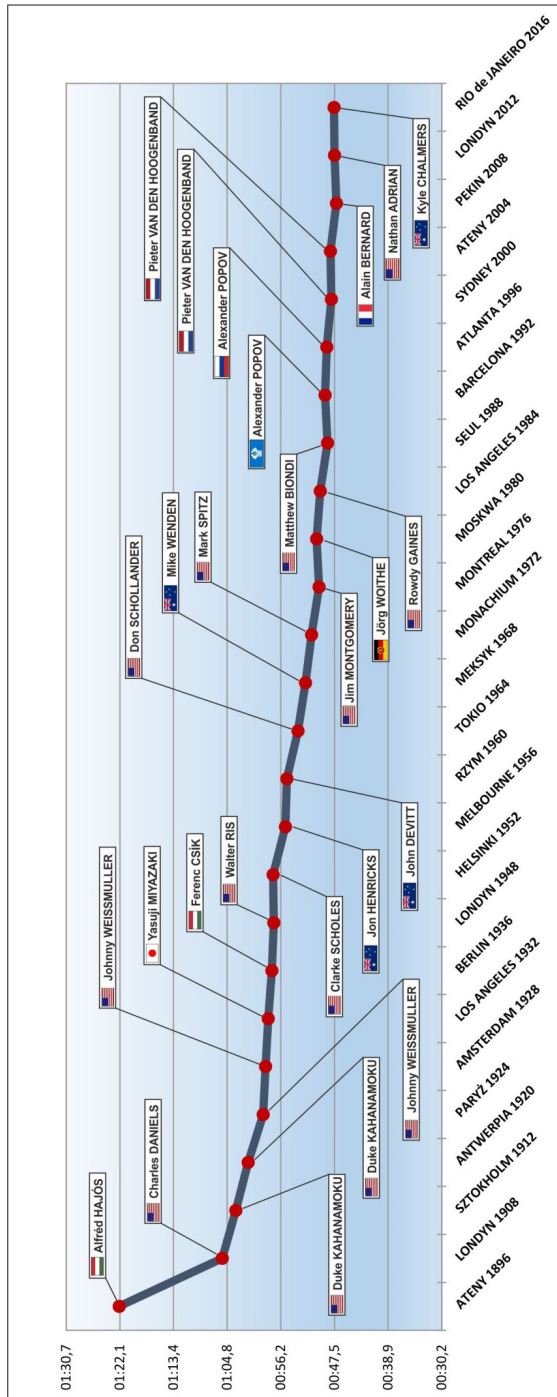 01:30,7
01:22,1
01:13,4
01:04,8
00:56,2
00:47,5
00:38,9
00:30,2
Alfréd HAJÓS
Charles DANIELS
Duke KAHANAMOKU
Duke KAHANAMOKU
Johnny WEISSMULLER
Johnny WEISSMULLER
Yasuji MIYAZAKI
Ferenc CSÍK
Walter RIS
Clarke SCHOLES
Jon HENRICKS
John DEVITT
Don SCHOLLANDER
Mike WENDEN
Mark SPITZ
Jim MONTGOMERY
Jörg WOITHE
Rowdy GAINES
Matthew BIONDI
Alexander POPOV
Alexander POPOV
Pieter VAN DEN HOOGENBAND
Pieter VAN DEN HOOGENBAND
Alain BERNARD
Nathan ADRIAN
Kyle CHALMERS
ATENY 1896
LONDYN 1908
SZTOKHOLM 1912
ANTWERPIA 1920
PARYŻ 1924
AMSTERDAM 1928
LOS ANGELES 1932
BERLIN 1936
LONDYN 1948
HELSINKI 1952
MELBOURNE 1956
RZYM 1960
TOKIO 1964
MEKSYK 1968
MONACHIUM 1972
MONTREAL 1976
MOSKWA 1980
LOS ANGELES 1984
SEUL 1988
BARCELONA 1992
ATLANTA 1996
SYDNEY 2000
ATENY 2004
PEKIN 2008
LONDYN 2012
RIO de JANEIRO 2016